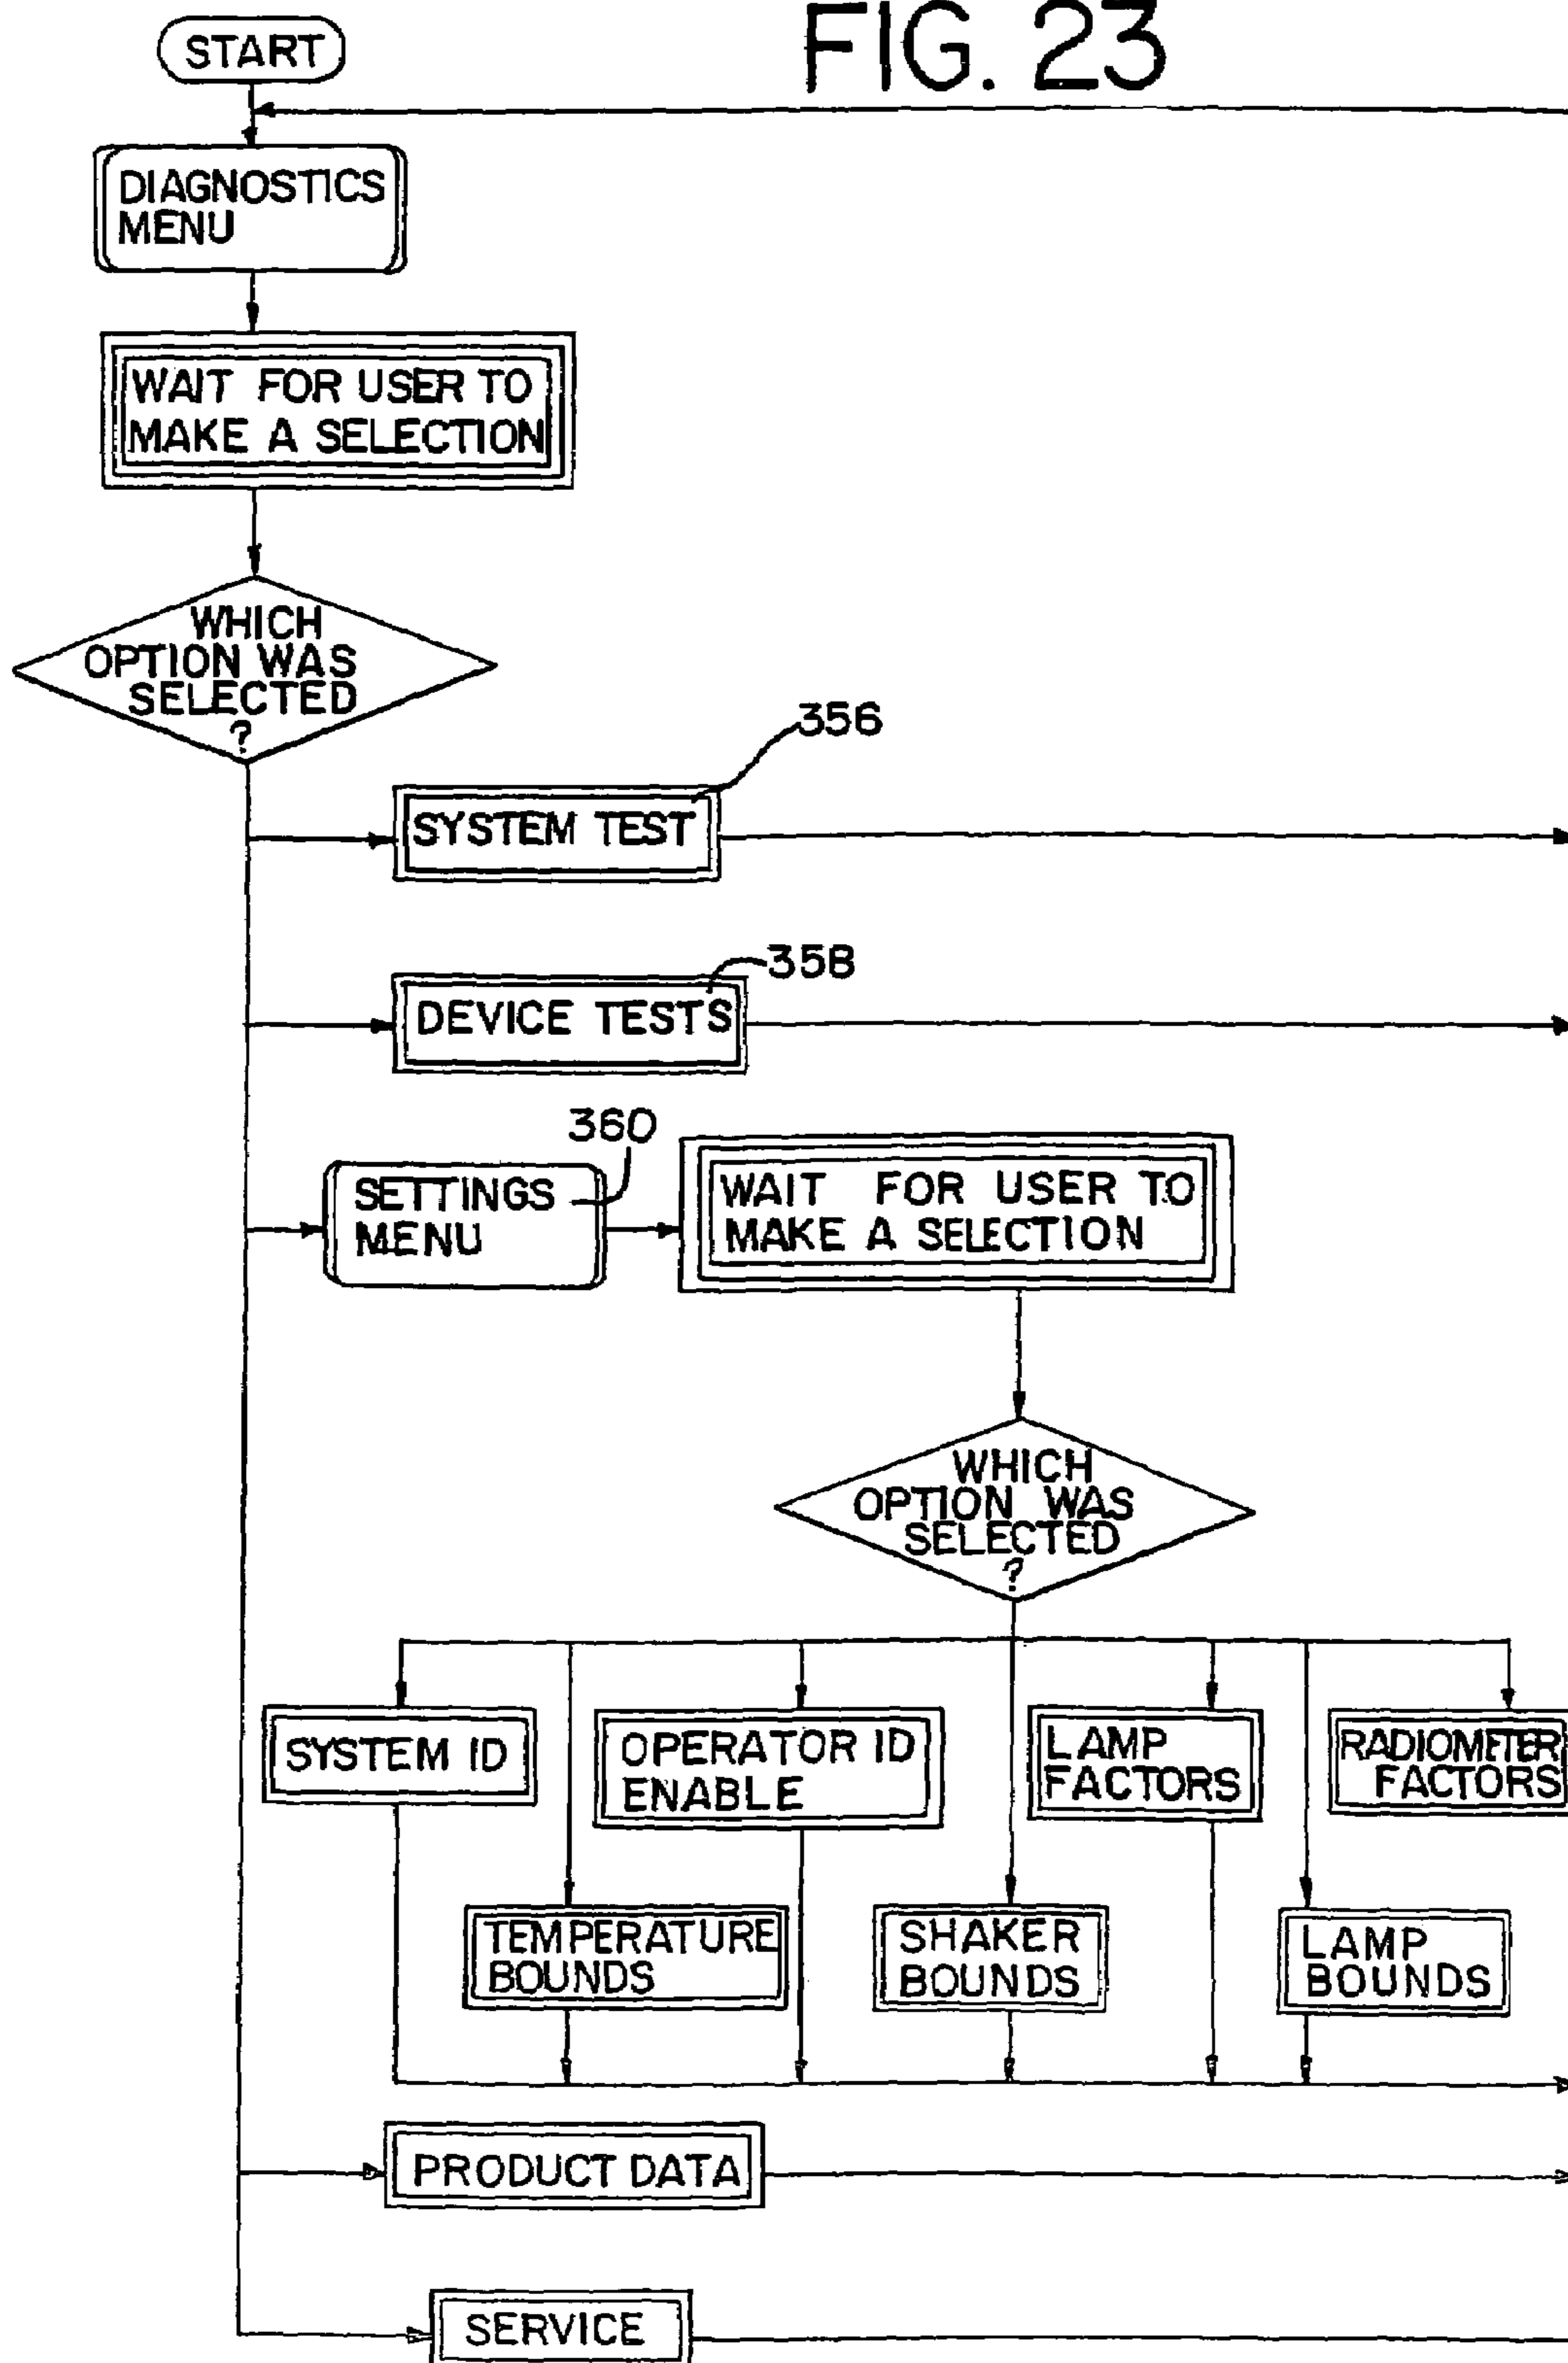 FIG. 23
START
DIAGNOSTICS
MENU
WAIT FOR USER TO
MAKE A SELECTION
WHICH
OPTION WAS
SELECTED
?
356
SYSTEM TEST
358
DEVICE TESTS
360
SETTINGS
MENU
WAIT FOR USER TO
MAKE A SELECTION
WHICH
OPTION WAS
SELECTED
?
SYSTEM ID
OPERATOR ID
ENABLE
LAMP
FACTORS
RADIOMETER
FACTORS
TEMPERATURE
BOUNDS
SHAKER
BOUNDS
LAMP
BOUNDS
PRODUCT DATA
SERVICE